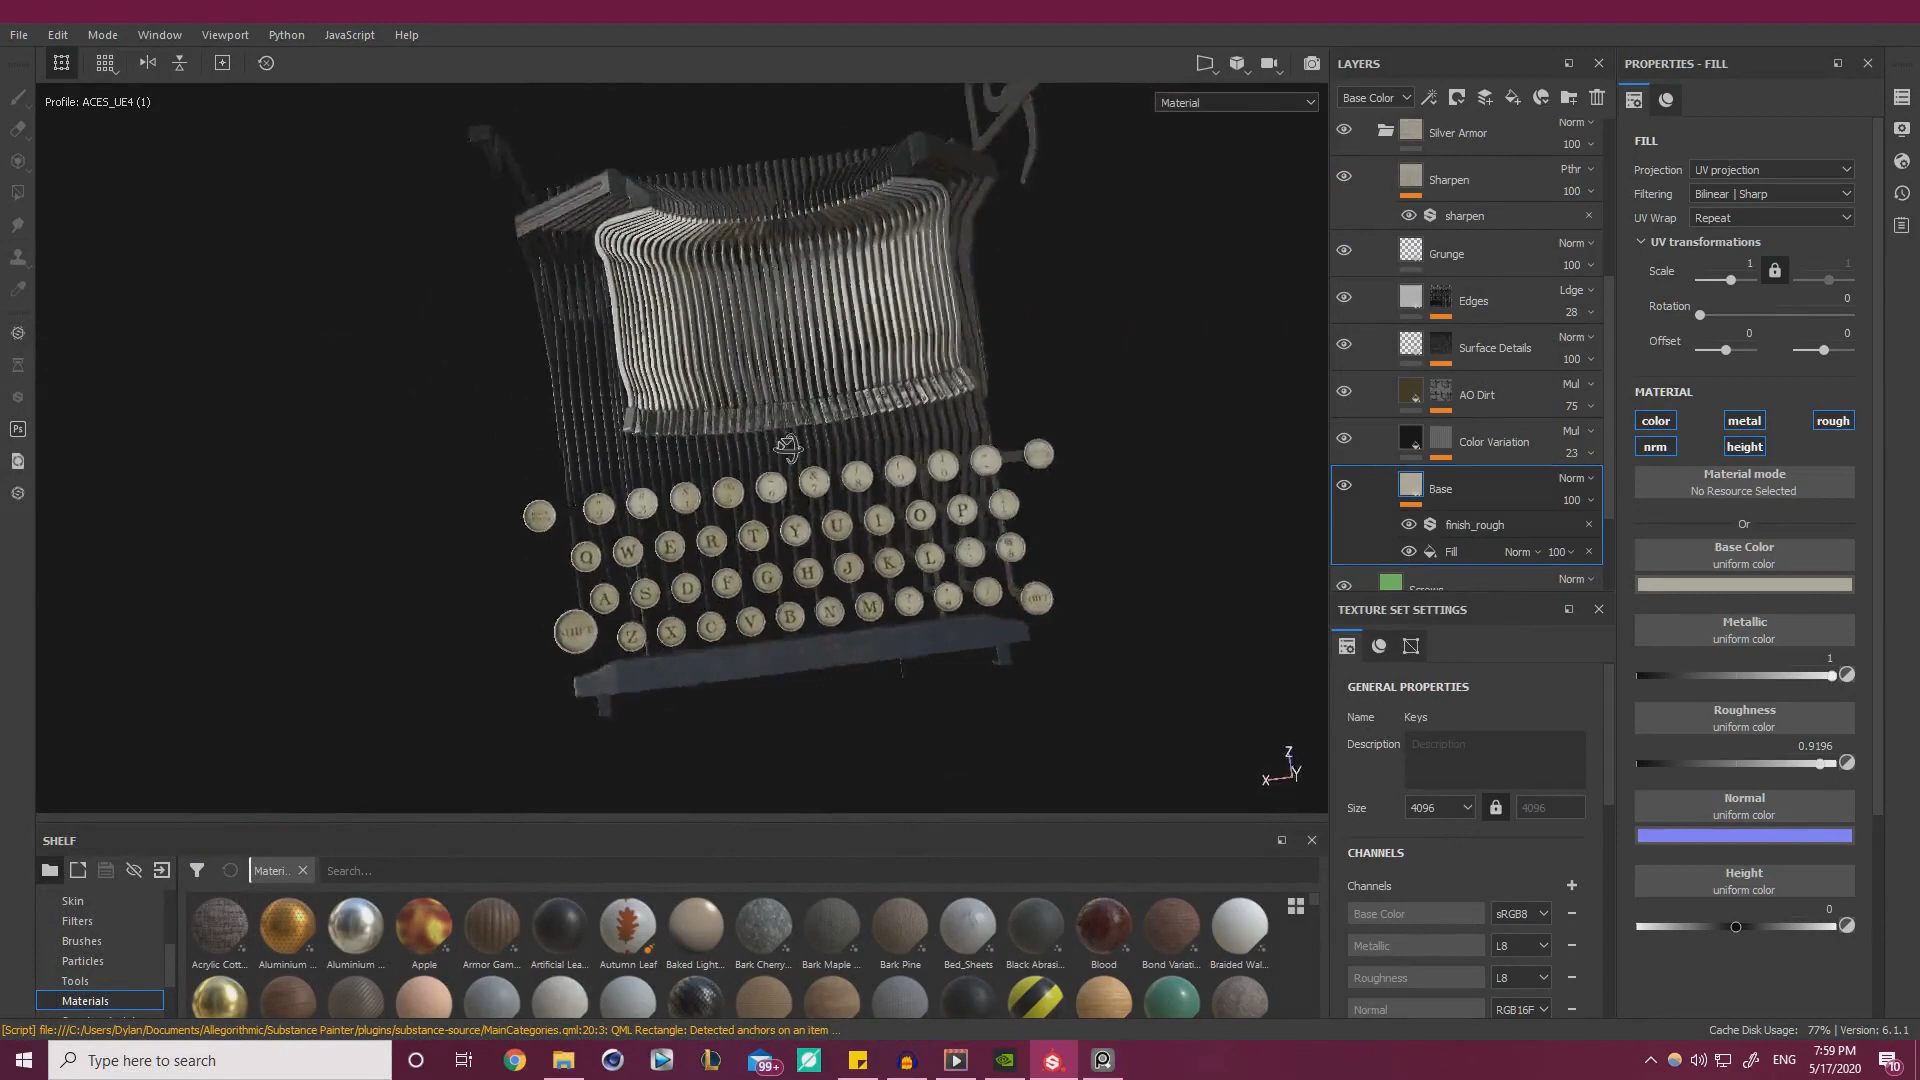 File Edit Mode Window Viewport Python JavaScript Help
Profile: ACES_UE4 (1)
Material
LAYERS
Base Color
Silver Armor
Norm
100
Sharpen
Pthr
100
sharpen
Grunge
Norm
100
Edges
Ldge
28
Surface Details
Norm
100
AO Dirt
Mul
75
Color Variation
Mul
23
Base
Norm
100
finish_rough
Fill Norm 100
Screws
Norm
TEXTURE SET SETTINGS
GENERAL PROPERTIES
Name Keys
Description Description
Size 4096 4096
CHANNELS
Channels
Base Color sRGB8
Metallic L8
Roughness L8
Normal RGB16F
PROPERTIES - FILL
FILL
Projection UV projection
Filtering Bilinear | Sharp
UV Wrap Repeat
UV transformations
Scale 1 1
Rotation 0
Offset 0 0
MATERIAL
color metal rough
nrm height
Material mode
No Resource Selected
Or
Base Color
uniform color
Metallic
uniform color
1
Roughness
uniform color
0.9196
Normal
uniform color
Height
uniform color
0
Q W E R T Y U I O P
A S D F G H J K L
SHIFT Z X C V B N M SHIFT
Z
X Y
SHELF
Materi..
Search...
Skin
Filters
Brushes
Particles
Tools
Materials
Acrylic Cott...
Aluminium ...
Aluminium ...
Apple
Armor Gam...
Artificial Lea...
Autumn Leaf
Baked Light...
Bark Cherry...
Bark Maple ...
Bark Pine
Bed_Sheets
Black Abrasi...
Blood
Bond Variati...
Braided Wal...
[Script] file:///C:/Users/Dylan/Documents/Allegorithmic/Substance Painter/plugins/substance-source/MainCategories.qml:20:3: QML Rectangle: Detected anchors on an item ...
Cache Disk Usage: 77% | Version: 6.1.1
Type here to search
99+
Ps
ENG
7:59 PM
5/17/2020
10